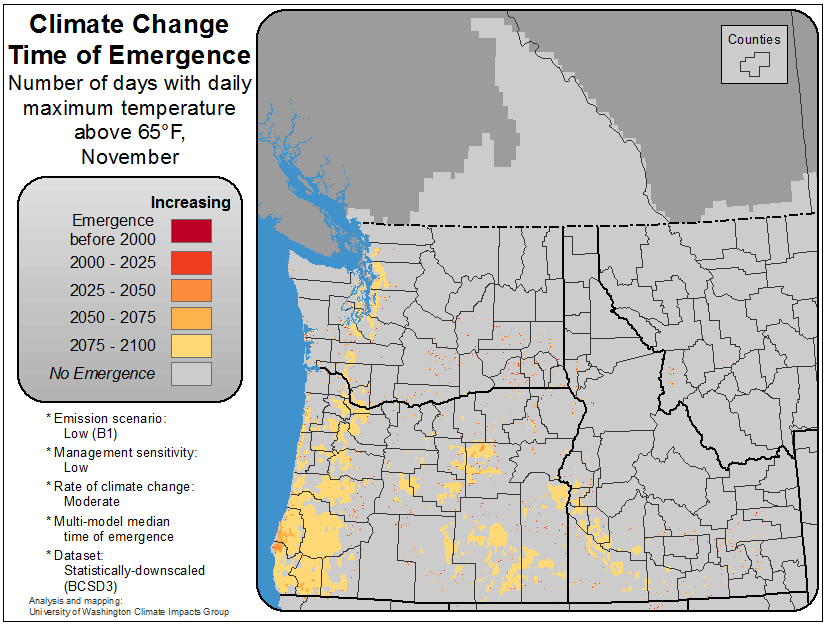 Climate Change
Time of Emergence
Number of days with daily
maximum temperature
above 65°F,
November
Increasing
Emergence
before 2000
2000 - 2025
2025 - 2050
2050 - 2075
2075 - 2100
No Emergence
* Emission scenario:
Low (B1)
* Management sensitivity:
Low
* Rate of climate change:
Moderate
* Multi-model median
time of emergence
* Dataset:
Statistically-downscaled
(BCSD3)
Analysis and mapping:
University of Washington Climate Impacts Group
Counties